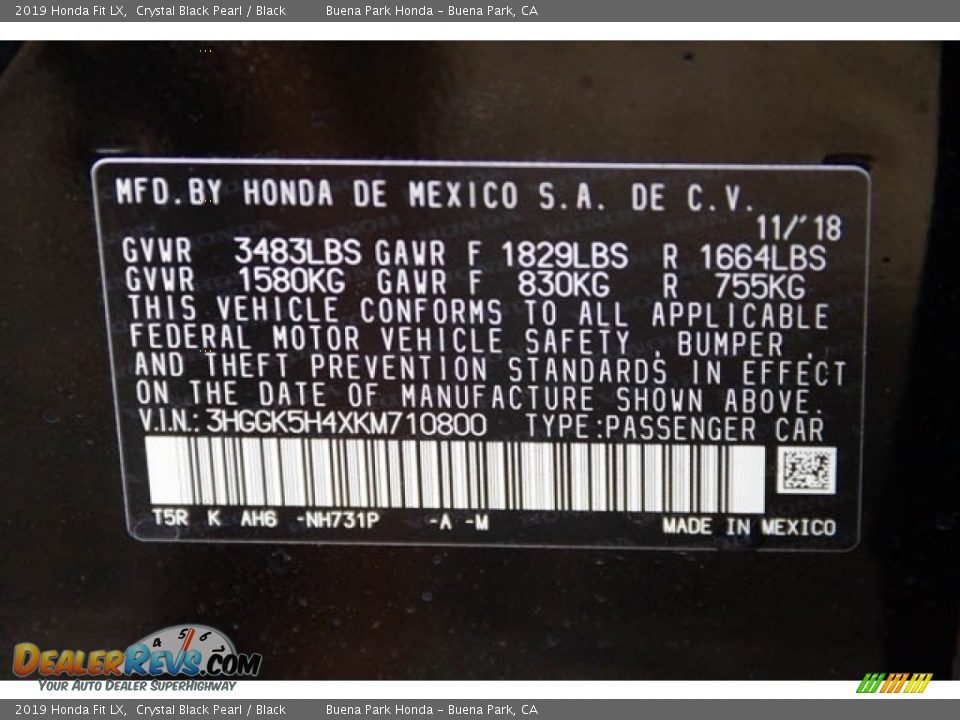 2019 Honda Fit LX, Crystal Black Pearl / Black Buena Park Honda - Buena Park, CA
MFD. BY HONDA DE MEXICO S.A. DE C.V.
11/'18
GVWR 3483LBS GAWR F 1829LBS R 1664LBS
GVWR 1580KG GAWR F 830KG R 755KG
THIS VEHICLE CONFORMS TO ALL APPLICABLE
FEDERAL MOTOR VEHICLE SAFETY, BUMPER,
AND THEFT PREVENTION STANDARDS IN EFFECT
ON THE DATE OF MANUFACTURE SHOWN ABOVE.
V.I.N.: 3HGGK5H4XKM710800 TYPE:PASSENGER CAR
T5R K AH6 -NH731P -A -M MADE IN MEXICO
4 5 6
DEALERREVS.COM
YOUR AUTO DEALER SUPERHIGHWAY
2019 Honda Fit LX, Crystal Black Pearl / Black Buena Park Honda - Buena Park, CA